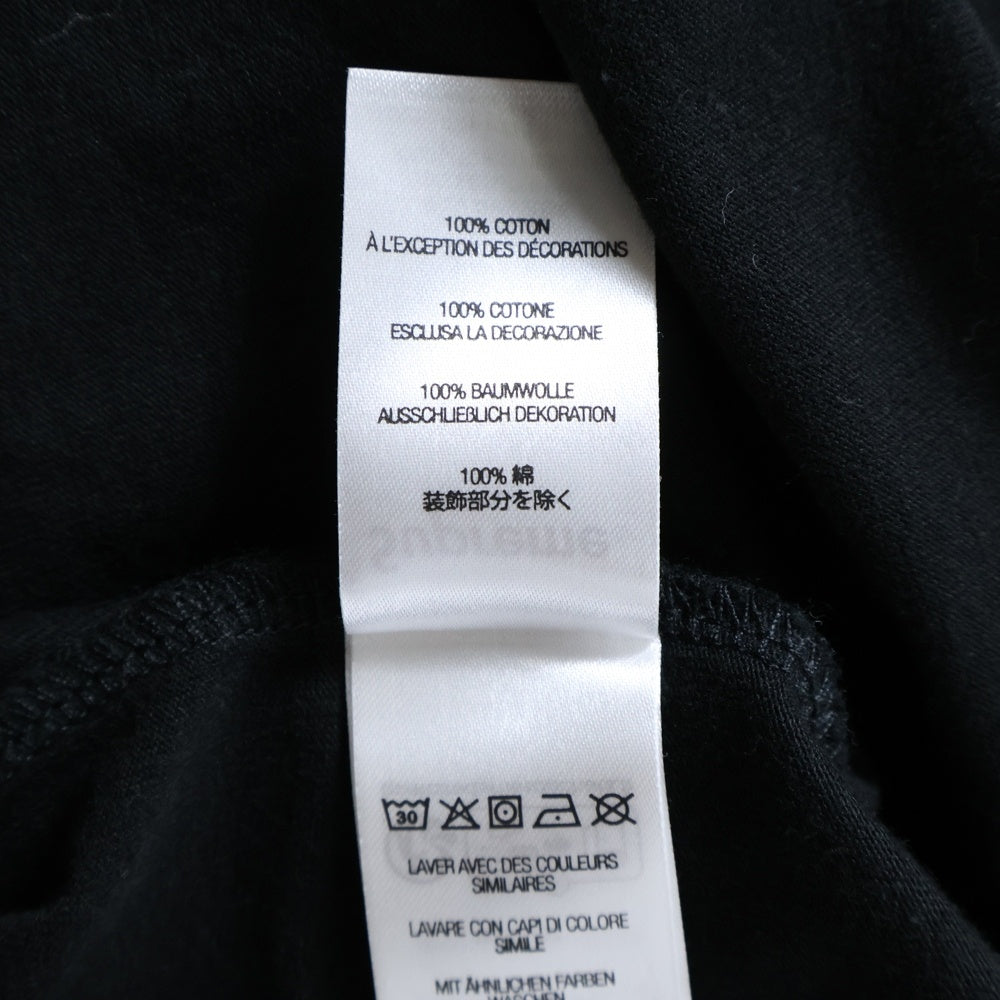 100% COTON
À L'EXCEPTION DES DÉCORATIONS
100% COTONE
ESCLUSA LA DECORAZIONE
100% BAUMWOLLE
AUSSCHLIEßLICH DEKORATION
100% 綿
装飾部分を除く
Supreme
30
LAVER AVEC DES COULEURS
SIMILAIRES
LAVARE CON CAPI DI COLORE
SIMILE
MIT ÄHNLICHEN FARBEN
WASCHEN